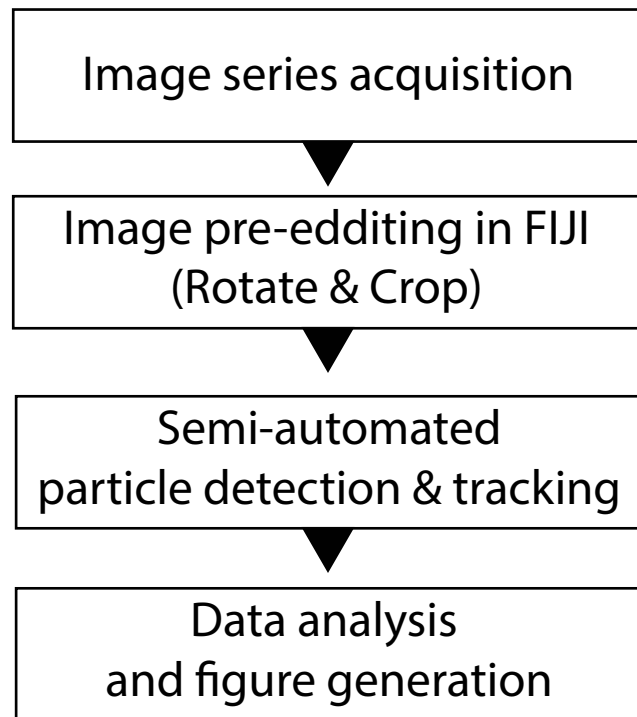 Image series acquisition
Image pre-edditing in FIJI
(Rotate & Crop)
Semi-automated
particle detection & tracking
Data analysis
and figure generation